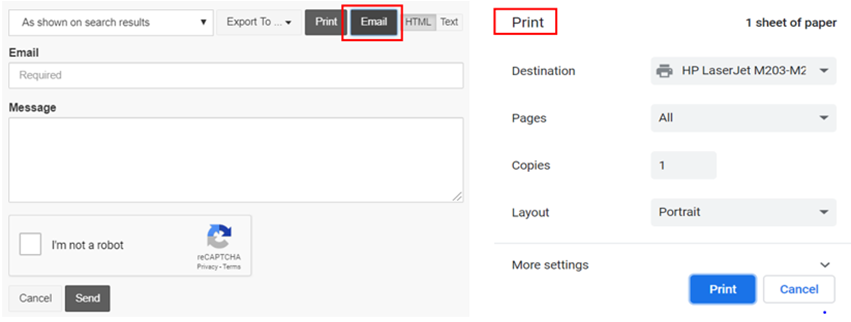 As shown on search results Export To ... Print Email HTML Text
Email
Required
Message
I'm not a robot
reCAPTCHA
Privacy - Terms
Cancel Send
Print 1 sheet of paper
Destination HP LaserJet M203-M2
Pages All
Copies 1
Layout Portrait
More settings
Print Cancel